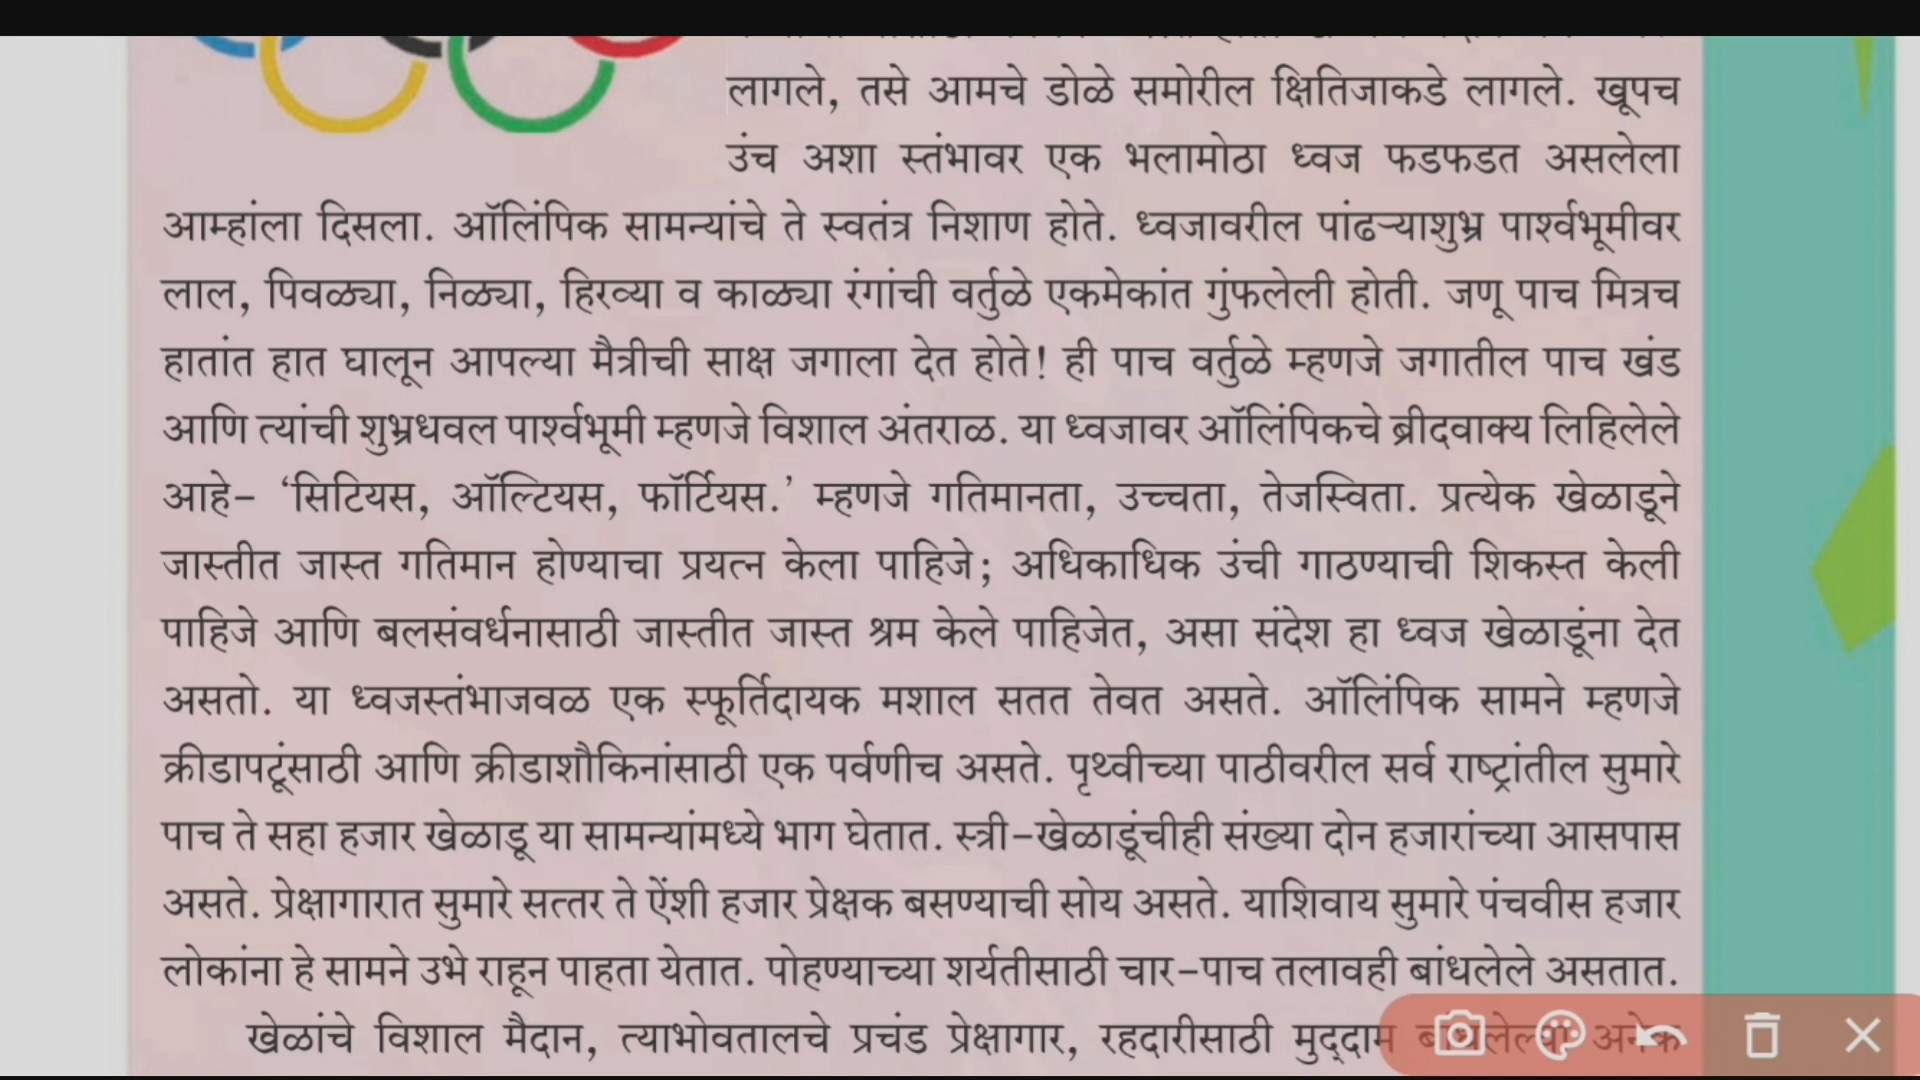 लागले, तसे आमचे डोळे समोरील क्षितिजाकडे लागले. खूपच
उंच अशा स्तंभावर एक भलामोठा ध्वज फडफडत असलेला
आम्हांला दिसला. ऑलिंपिक सामन्यांचे ते स्वतंत्र निशाण होते. ध्वजावरील पांढऱ्याशुभ्र पार्श्वभूमीवर
लाल, पिवळ्या, निळ्या, हिरव्या व काळ्या रंगांची वर्तुळे एकमेकांत गुंफलेली होती. जणू पाच मित्रच
हातांत हात घालून आपल्या मैत्रीची साक्ष जगाला देत होते! ही पाच वर्तुळे म्हणजे जगातील पाच खंड
आणि त्यांची शुभ्रधवल पार्श्वभूमी म्हणजे विशाल अंतराळ. या ध्वजावर ऑलिंपिकचे ब्रीदवाक्य लिहिलेले
आहे– ‘सिटियस, ऑल्टियस, फॉर्टियस.’ म्हणजे गतिमानता, उच्चता, तेजस्विता. प्रत्येक खेळाडूने
जास्तीत जास्त गतिमान होण्याचा प्रयत्न केला पाहिजे; अधिकाधिक उंची गाठण्याची शिकस्त केली
पाहिजे आणि बलसंवर्धनासाठी जास्तीत जास्त श्रम केले पाहिजेत, असा संदेश हा ध्वज खेळाडूंना देत
असतो. या ध्वजस्तंभाजवळ एक स्फूर्तिदायक मशाल सतत तेवत असते. ऑलिंपिक सामने म्हणजे
क्रीडापटूंसाठी आणि क्रीडाशौकिनांसाठी एक पर्वणीच असते. पृथ्वीच्या पाठीवरील सर्व राष्ट्रांतील सुमारे
पाच ते सहा हजार खेळाडू या सामन्यांमध्ये भाग घेतात. स्त्री-खेळाडूंचीही संख्या दोन हजारांच्या आसपास
असते. प्रेक्षागारात सुमारे सत्तर ते ऐंशी हजार प्रेक्षक बसण्याची सोय असते. याशिवाय सुमारे पंचवीस हजार
लोकांना हे सामने उभे राहून पाहता येतात. पोहण्याच्या शर्यतीसाठी चार-पाच तलावही बांधलेले असतात.
खेळांचे विशाल मैदान, त्याभोवतालचे प्रचंड प्रेक्षागार, रहदारीसाठी मुद्दाम बांधलेल्या अनेक